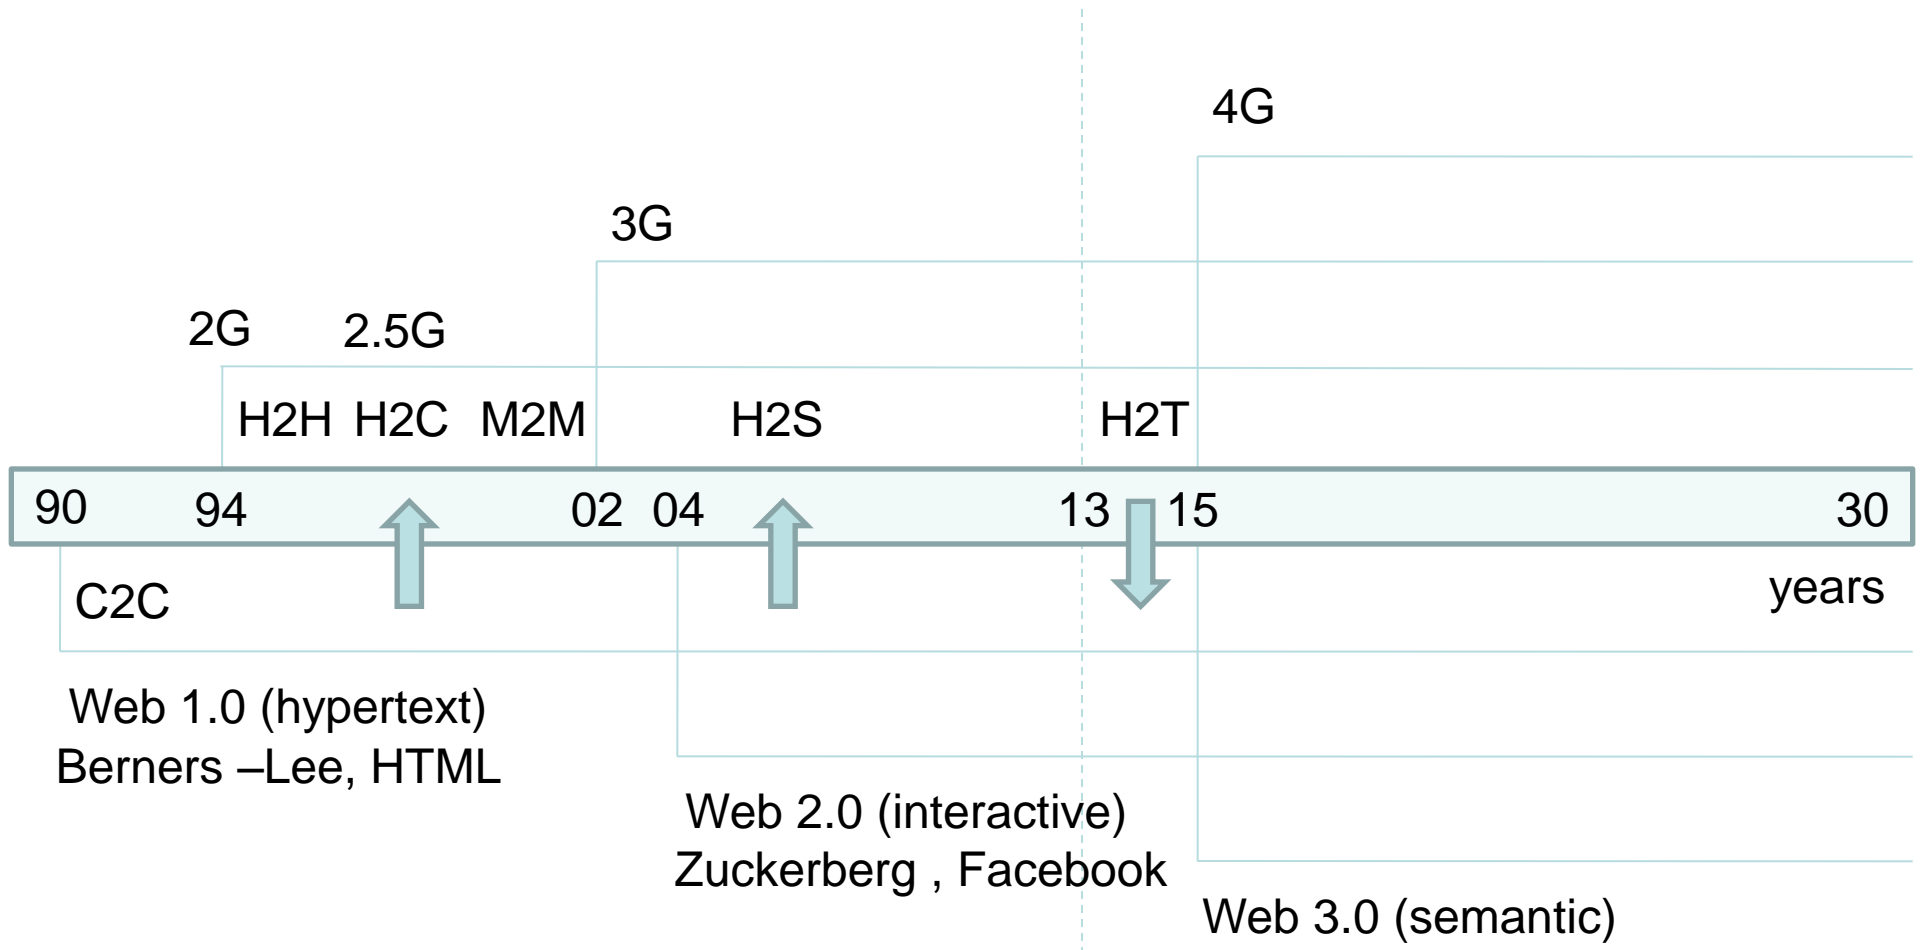 4G
3G
2G 2.5G
H2H H2C M2M H2S H2T
90 94 02 04 13 15 30
C2C years
Web 1.0 (hypertext)
Berners –Lee, HTML
Web 2.0 (interactive)
Zuckerberg , Facebook
Web 3.0 (semantic)